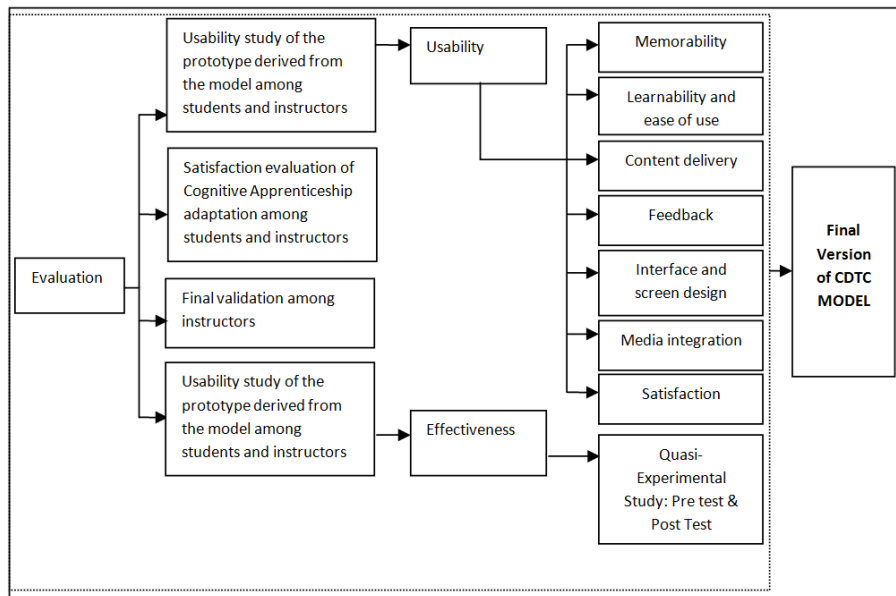 Usability study of the
prototype derived from
the model among
students and instructors
Usability
Memorability
Learnability and
ease of use
Satisfaction evaluation of
Cognitive Apprenticeship
adaptation among
students and instructors
Content delivery
Feedback
Final
Version
of CDTC
MODEL
Evaluation
Final validation among
instructors
Interface and
screen design
Media integration
Usability study of the
prototype derived from
the model among
students and instructors
Effectiveness
Satisfaction
Quasi-
Experimental
Study: Pre test &
Post Test